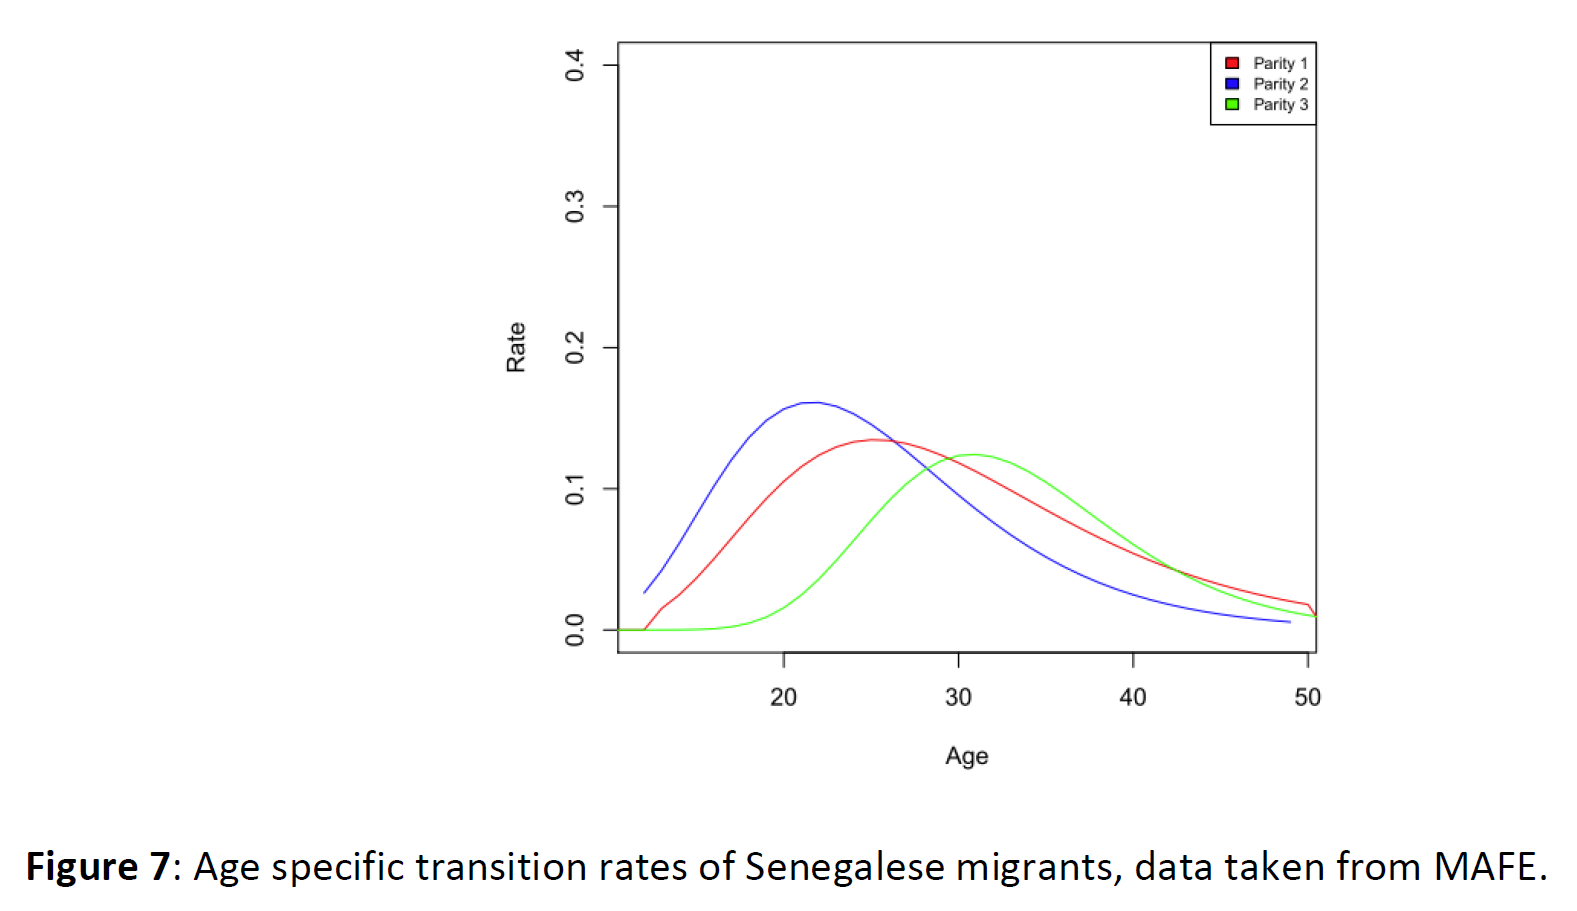 0.4
0.3
0.2
0.1
0.0
Rate
Parity 1
Parity 2
Parity 3
20 30 40 50
Age
Figure 7: Age specific transition rates of Senegalese migrants, data taken from MAFE.